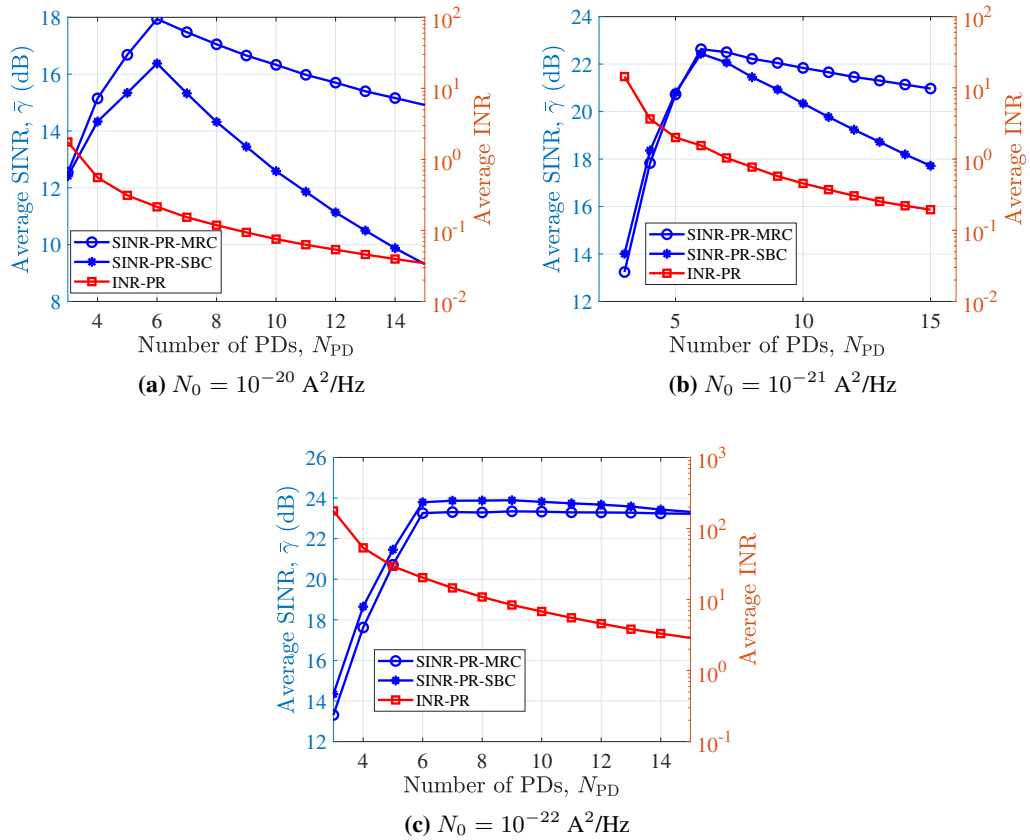 18
16
14
12
10
8
Average SINR, γ̄ (dB)
10^2
10^1
10^0
10^-1
10^-2
Average INR
SINR-PR-MRC
SINR-PR-SBC
INR-PR
4 6 8 10 12 14
Number of PDs, N_PD
(a) N_0 = 10^−20 A^2/Hz
24
22
20
18
16
14
12
Average SINR, γ̄ (dB)
10^2
10^1
10^0
10^-1
10^-2
Average INR
SINR-PR-MRC
SINR-PR-SBC
INR-PR
5 10 15
Number of PDs, N_PD
(b) N_0 = 10^−21 A^2/Hz
26
24
22
20
18
16
14
12
Average SINR, γ̄ (dB)
10^3
10^2
10^1
10^0
10^-1
Average INR
SINR-PR-MRC
SINR-PR-SBC
INR-PR
4 6 8 10 12 14
Number of PDs, N_PD
(c) N_0 = 10^−22 A^2/Hz